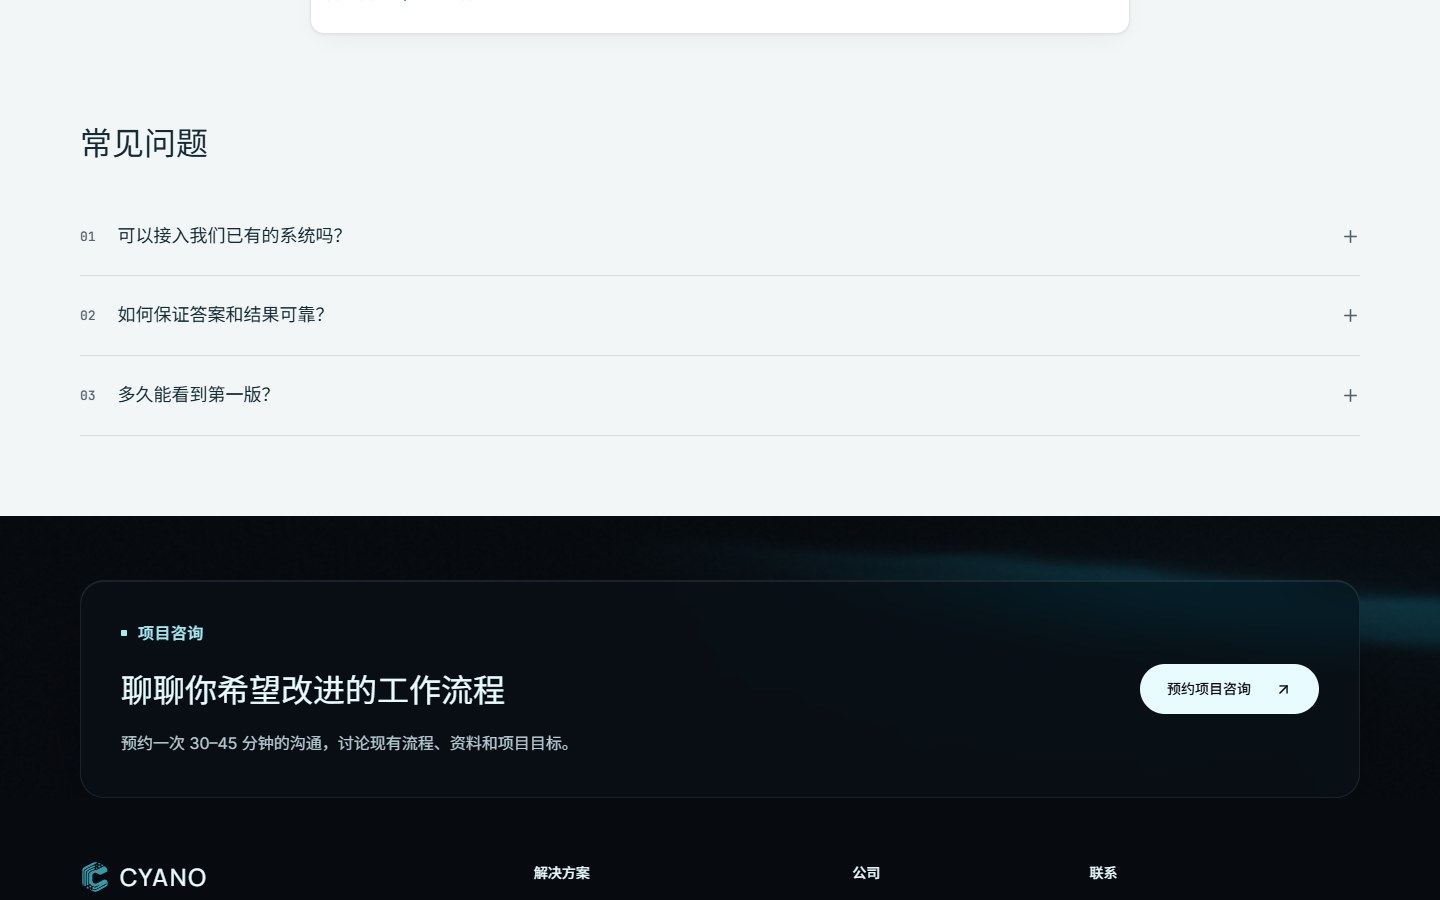 常见问题
01 可以接入我们已有的系统吗？
02 如何保证答案和结果可靠？
03 多久能看到第一版？
项目咨询
聊聊你希望改进的工作流程
预约项目咨询
预约一次 30–45 分钟的沟通，讨论现有流程、资料和项目目标。
CYANO 解决方案 公司 联系